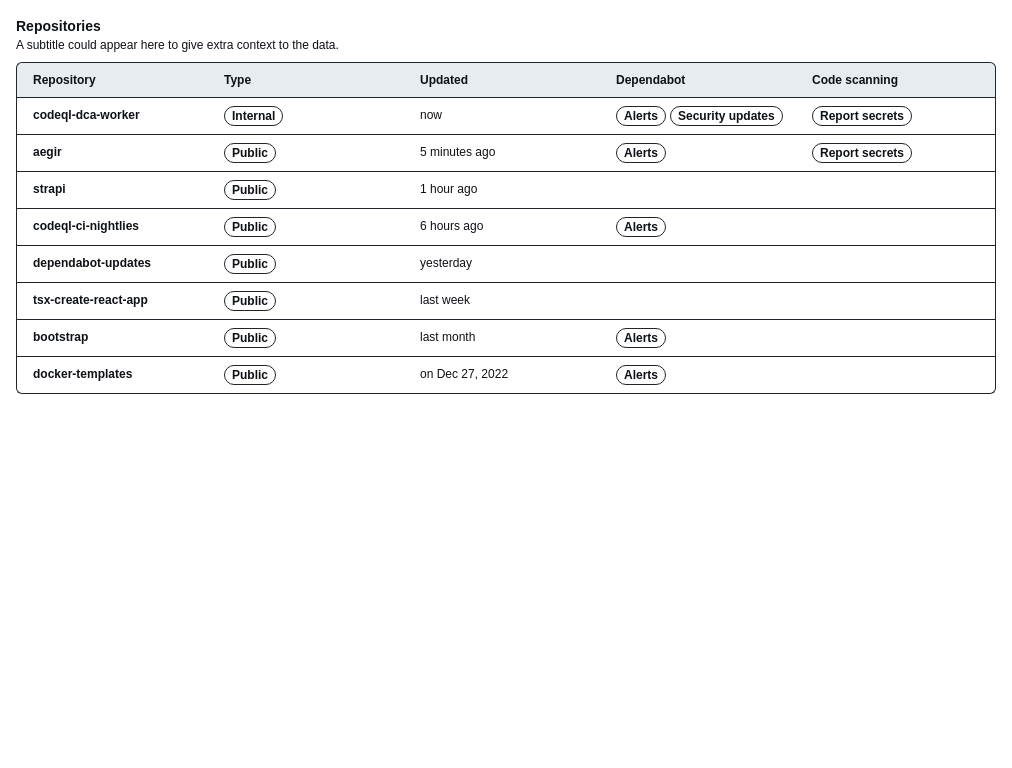 Repositories
A subtitle could appear here to give extra context to the data.
Repository Type Updated Dependabot Code scanning
codeql-dca-worker Internal now Alerts Security updates Report secrets
aegir Public 5 minutes ago Alerts Report secrets
strapi Public 1 hour ago
codeql-ci-nightlies Public 6 hours ago Alerts
dependabot-updates Public yesterday
tsx-create-react-app Public last week
bootstrap Public last month Alerts
docker-templates Public on Dec 27, 2022 Alerts